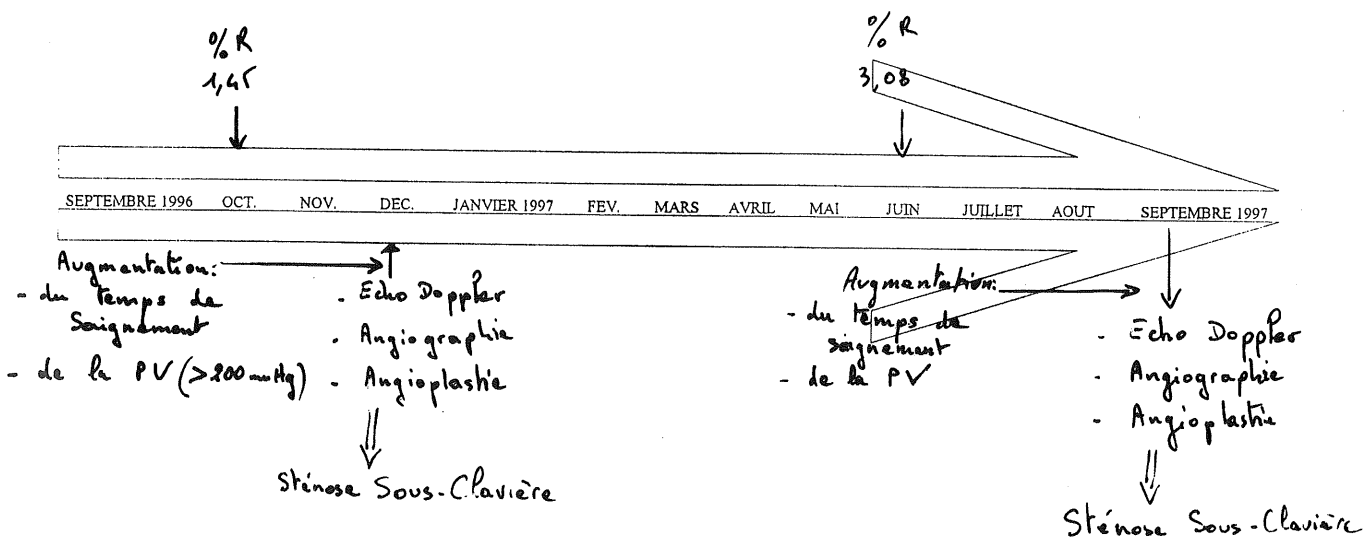 % R
1,45
% R
3,08
SEPTEMBRE 1996 OCT. NOV. DEC. JANVIER 1997 FEV. MARS AVRIL MAI JUIN JUILLET AOUT SEPTEMBRE 1997
Augmentation:
- du temps de
Saignement
- de la PV (>200 mmHg)
- Echo Doppler
- Angiographie
- Angioplastie
Sténose Sous-Clavière
Augmentation:
- du temps de
saignement
- de la PV
- Echo Doppler
- Angiographie
- Angioplastie
Sténose Sous-Clavière